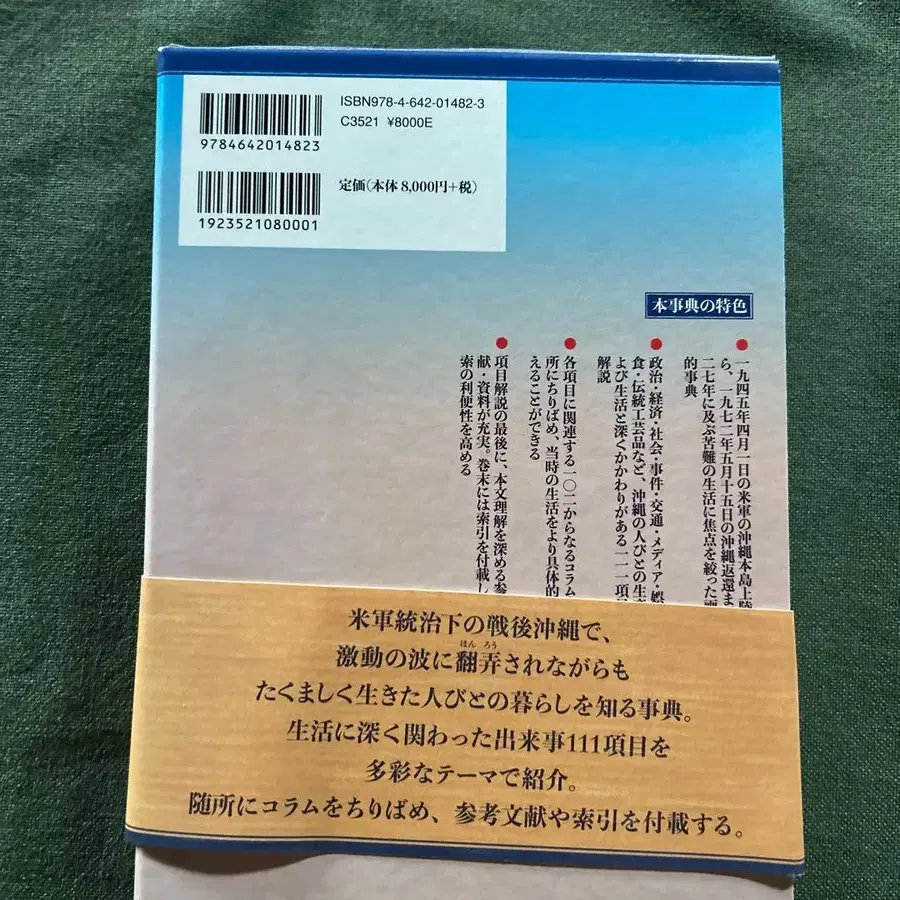 ISBN978-4-642-01482-3
C3521 ¥8000E
9784642014823
定価(本体8,000円+税)
1923521080001
本事典の特色
●一九四五年四月一日の米軍の沖縄本島上陸
ら、一九七二年五月十五日の沖縄返還ま
二七年に及ぶ苦難の生活に焦点を絞った
的事典
●政治・経済・社会・事件・交通・メディア・娯
食・伝統工芸品など、沖縄の人びとの生
よび生活と深くかかわりがある一一一項
解説
●各項目に関連する一〇二からなるコラム
所にちりばめ、当時の生活をより具体的
えることができる
●項目解説の最後に、本文理解を深める参
献・資料が充実。巻末には索引を付載し
索の利便性を高める
米軍統治下の戦後沖縄で、
激動の波に翻弄されながらも
はんろう
たくましく生きた人びとの暮らしを知る事典。
生活に深く関わった出来事111項目を
多彩なテーマで紹介。
随所にコラムをちりばめ、参考文献や索引を付載する。